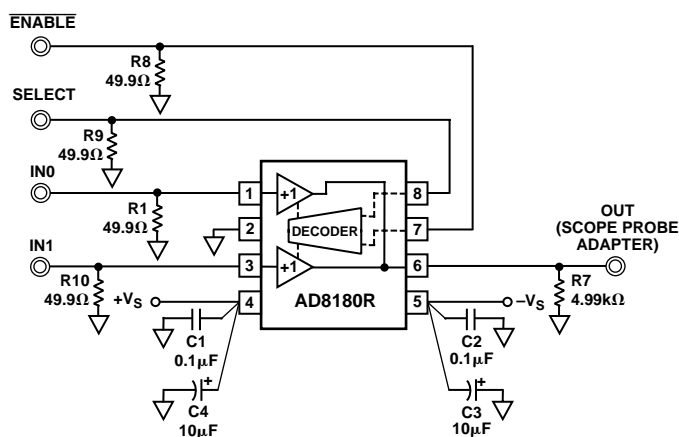 ENABLE
R8
49.9Ω
SELECT
R9
49.9Ω
IN0
R1
49.9Ω
IN1
R10
49.9Ω
+VS
C1
0.1µF
C4
+
10µF
1
2
3
4
+1
DECODER
+1
AD8180R
8
7
6
5
OUT
(SCOPE PROBE
ADAPTER)
R7
4.99kΩ
–VS
C2
0.1µF
C3
+
10µF